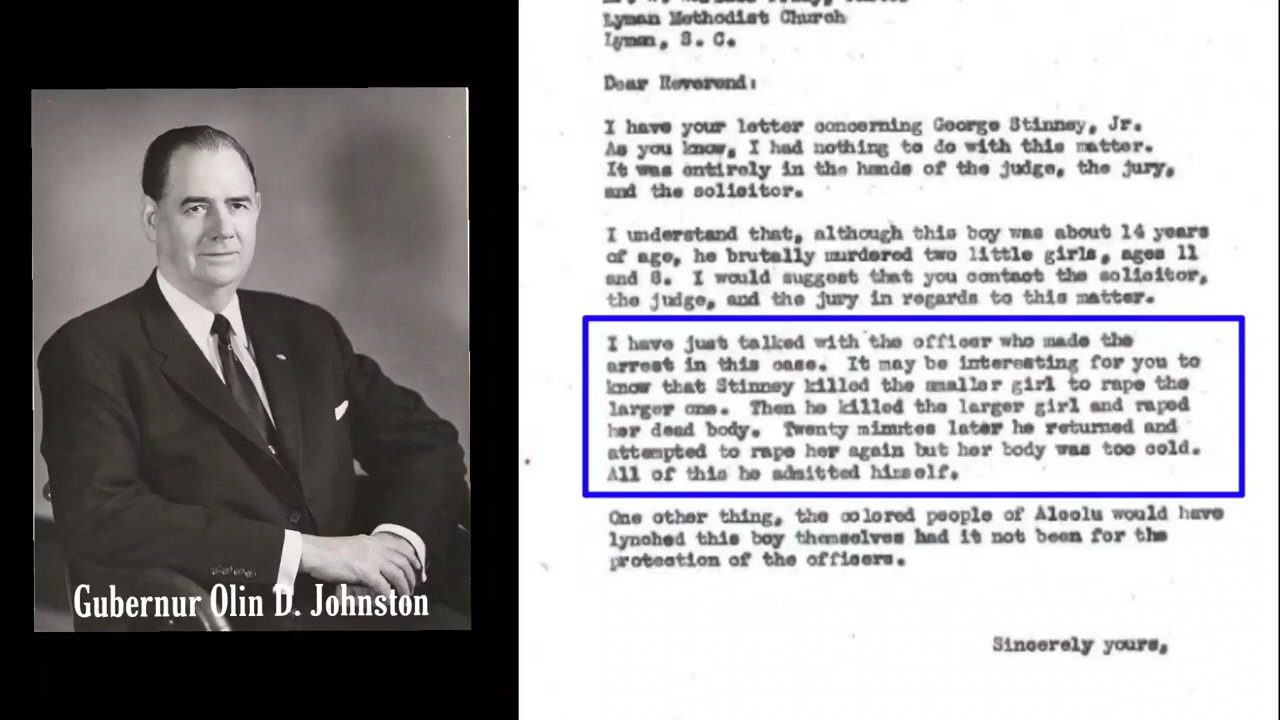 Gubernur Olin D. Johnston
Lyman Methodist Church
Lyman, S. C.
Dear Reverend:
I have your letter concerning George Stinney, Jr.
As you know, I had nothing to do with this matter.
It was entirely in the hands of the judge, the jury,
and the solicitor.
I understand that, although this boy was about 14 years
of age, he brutally murdered two little girls, ages 11
and 8. I would suggest that you contact the solicitor,
the judge, and the jury in regards to this matter.
I have just talked with the officer who made the
arrest in this case. It may be interesting for you to
know that Stinney killed the smaller girl to rape the
larger one. Then he killed the larger girl and raped
her dead body. Twenty minutes later he returned and
attempted to rape her again but her body was too cold.
All of this he admitted himself.
One other thing, the colored people of Alcolu would have
lynched this boy themselves had it not been for the
protection of the officers.
Sincerely yours,